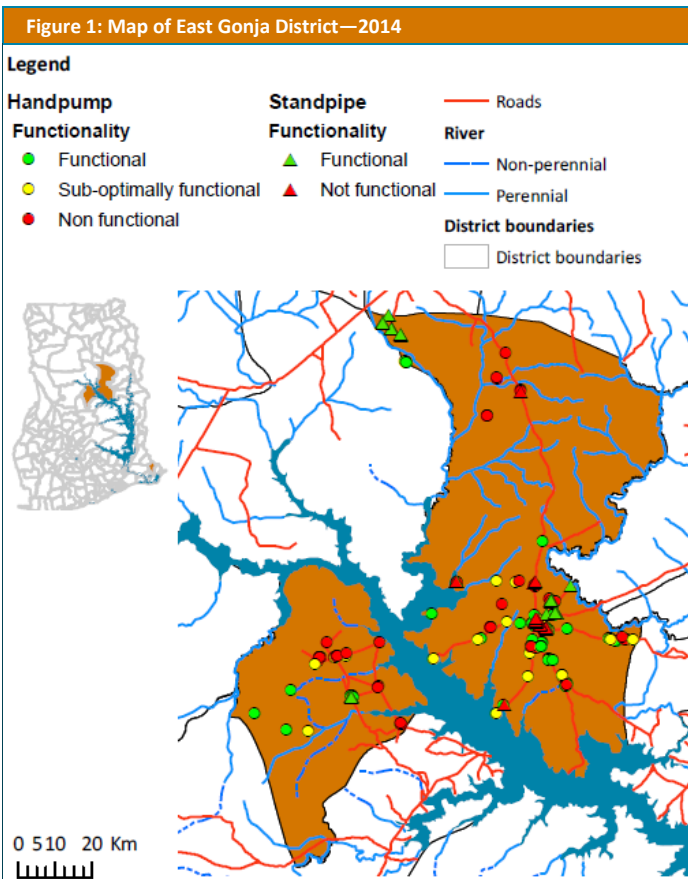 Figure 1: Map of East Gonja District—2014
Legend
Handpump
Functionality
Functional
Sub-optimally functional
Non functional
Standpipe
Functionality
Functional
Not functional
Roads
River
Non-perennial
Perennial
District boundaries
District boundaries
0 510 20 Km